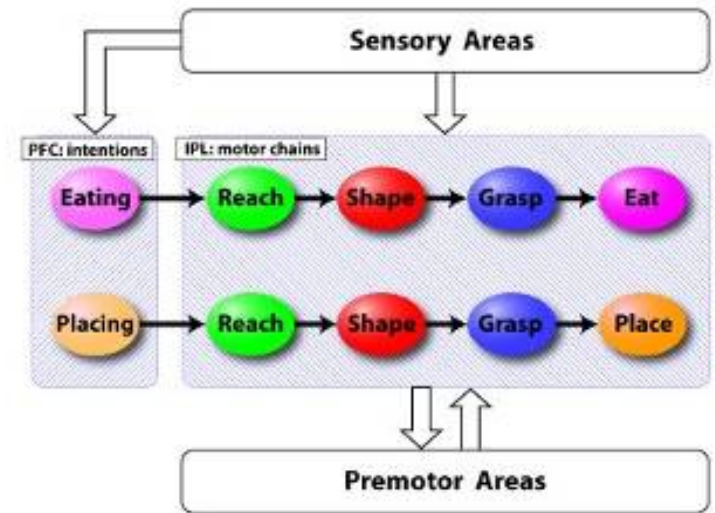 Sensory Areas
PFC: intentions
IPL: motor chains
Eating Reach Shape Grasp Eat
Placing Reach Shape Grasp Place
Premotor Areas